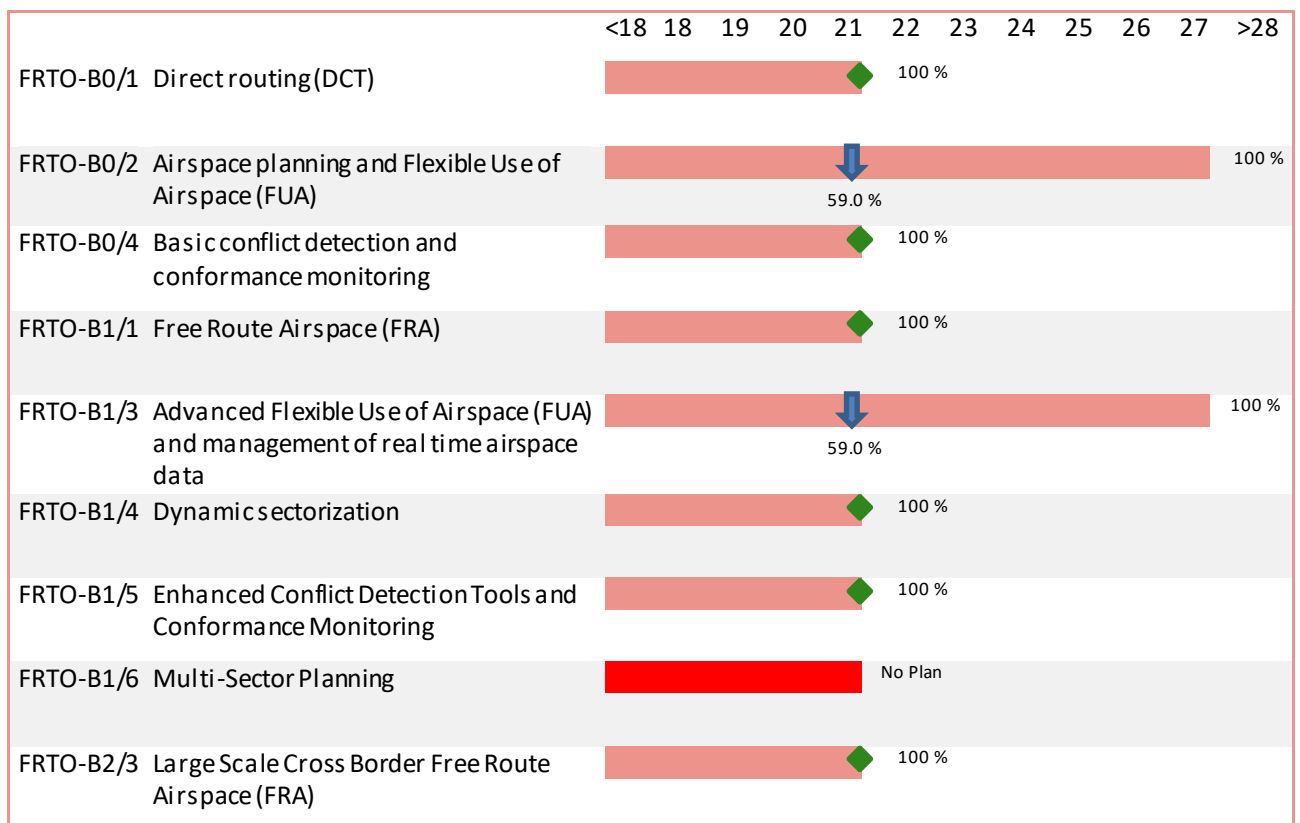 <18 18 19 20 21 22 23 24 25 26 27 >28
FRTO-B0/1 Direct routing (DCT) 100 %
FRTO-B0/2 Airspace planning and Flexible Use of 100 %
Airspace (FUA) 59.0 %
FRTO-B0/4 Basic conflict detection and 100 %
conformance monitoring
FRTO-B1/1 Free Route Airspace (FRA) 100 %
FRTO-B1/3 Advanced Flexible Use of Airspace (FUA) 100 %
and management of real time airspace 59.0 %
data
FRTO-B1/4 Dynamic sectorization 100 %
FRTO-B1/5 Enhanced Conflict Detection Tools and 100 %
Conformance Monitoring
FRTO-B1/6 Multi-Sector Planning No Plan
FRTO-B2/3 Large Scale Cross Border Free Route 100 %
Airspace (FRA)